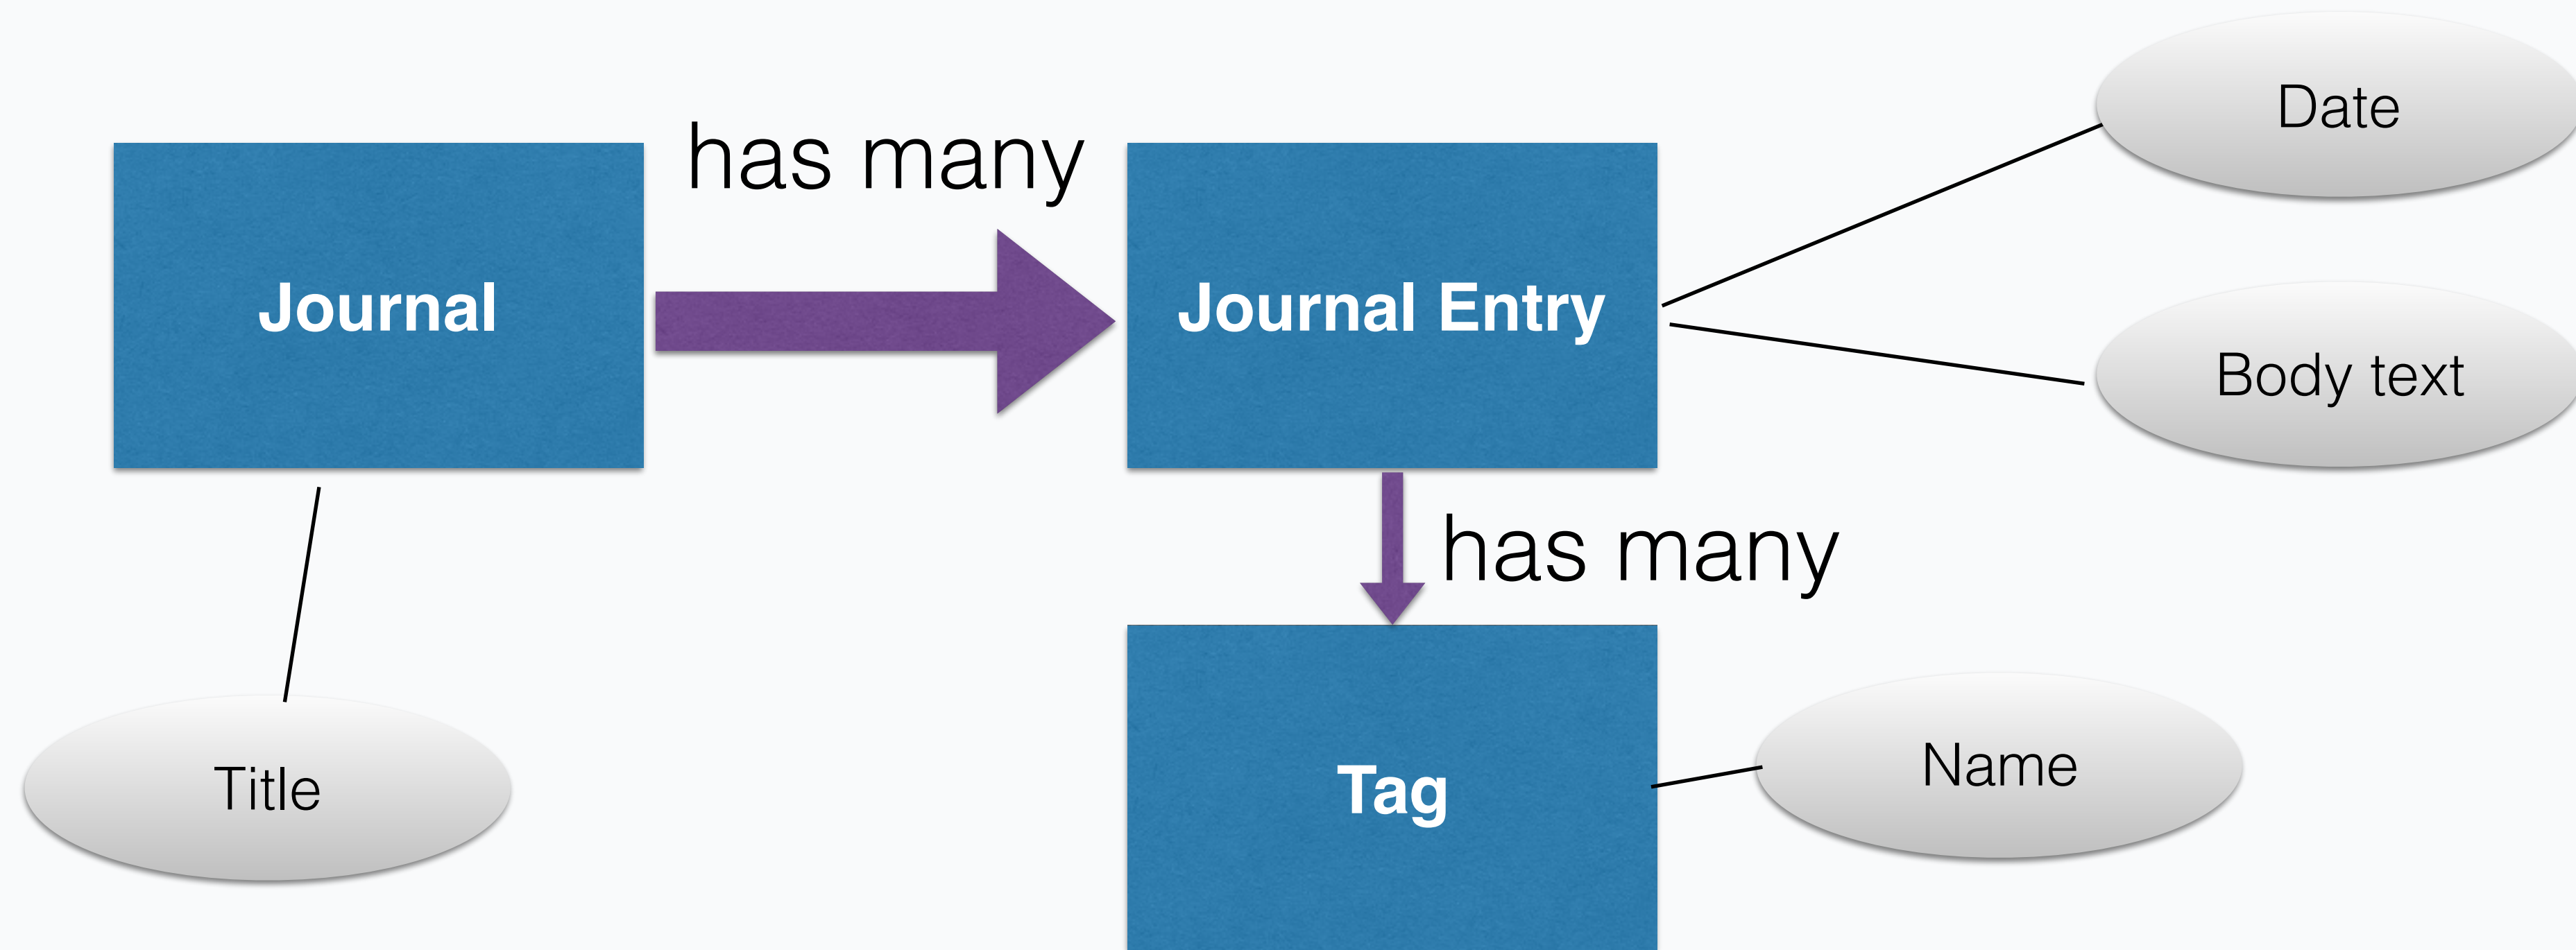 Date
has many
Journal
Journal Entry
Body text
has many
Title
Tag
Name